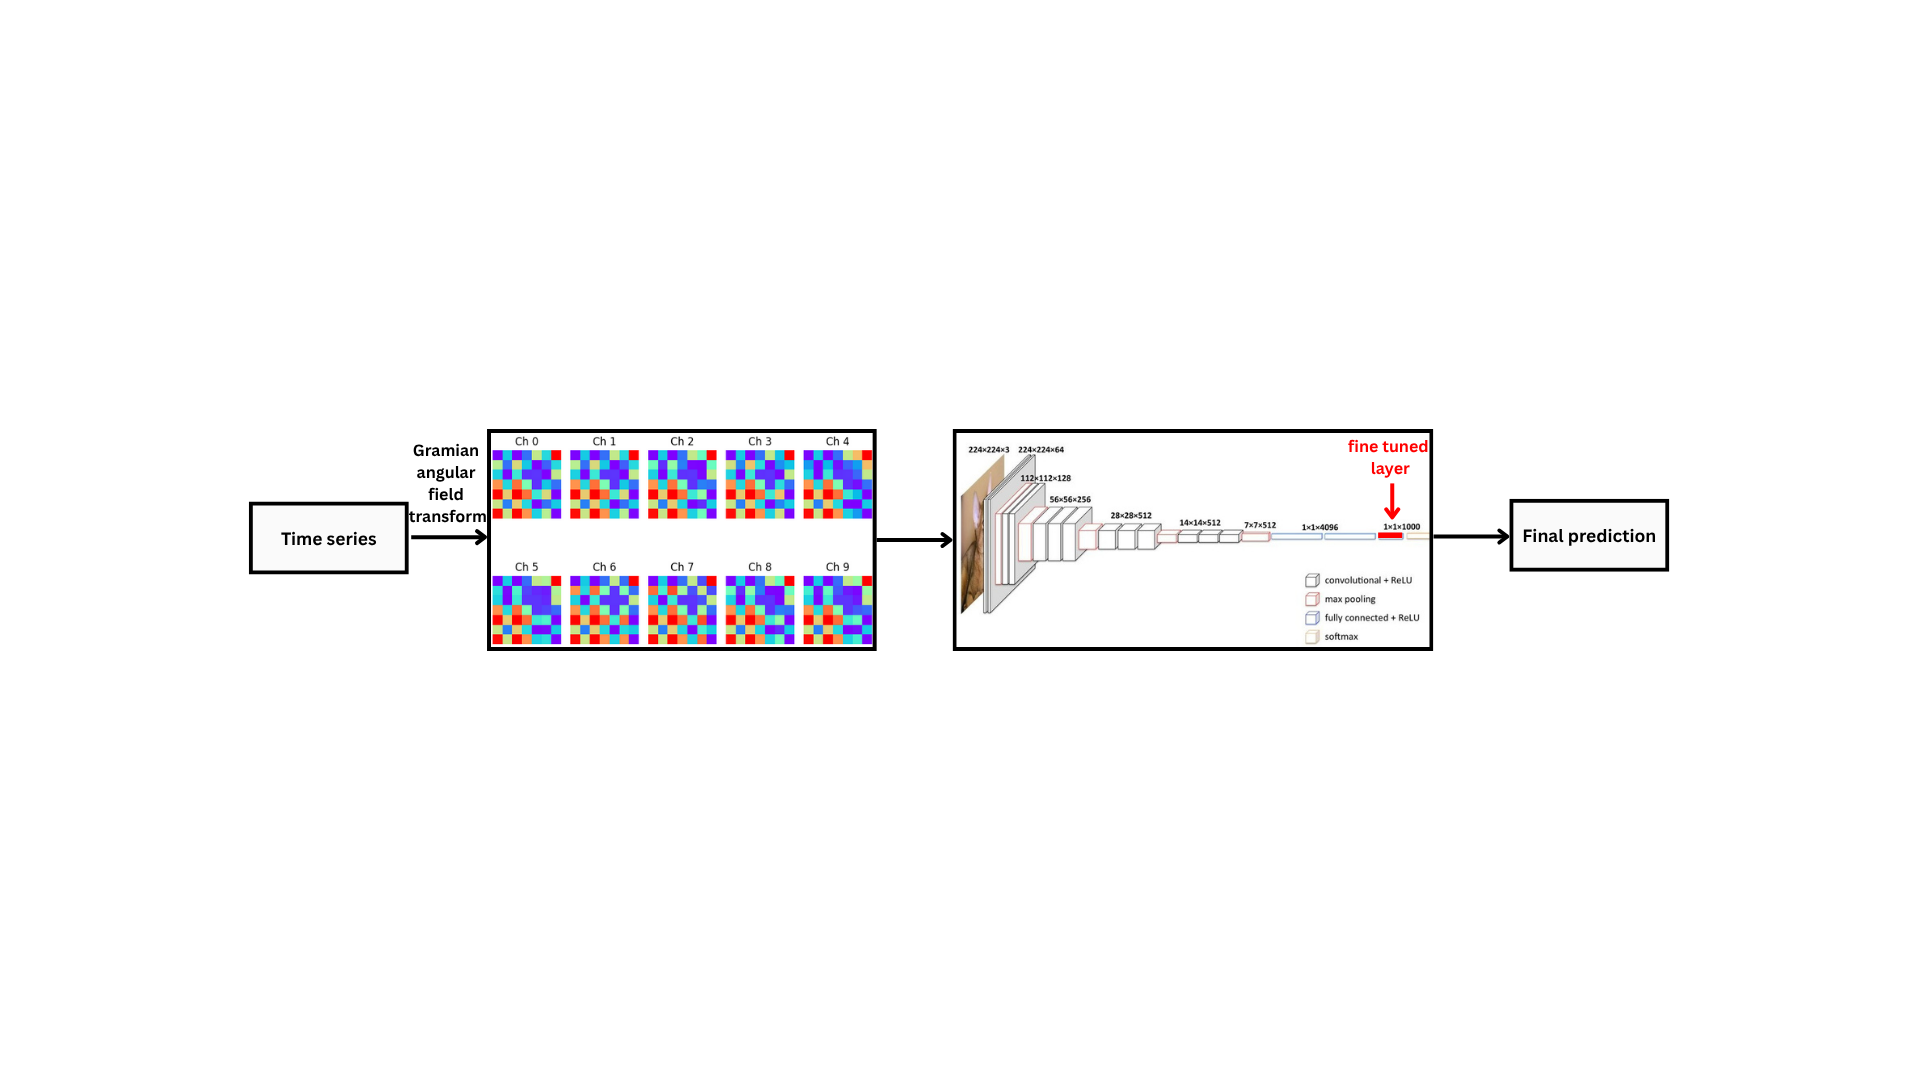 Time series
Gramian
angular
field
transform
Ch 0
Ch 1
Ch 2
Ch 3
Ch 4
Ch 5
Ch 6
Ch 7
Ch 8
Ch 9
224×224×3
224×224×64
112×112×128
56×56×256
28×28×512
14×14×512
7×7×512
1×1×4096
1×1×1000
fine tuned
layer
convolutional + ReLU
max pooling
fully connected + ReLU
softmax
Final prediction